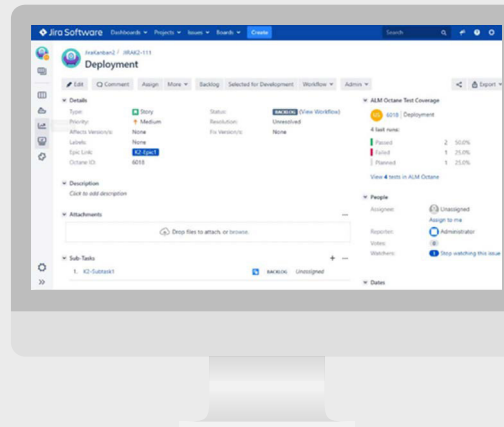 Jira Software Dashboards Projects Issues Boards Create Search
JiraKanban2 / JIRAK2-111
Deployment
Edit Comment Assign More Backlog Selected for Development Workflow Admin Export
Details
Type: Story
Priority: Medium
Affects Version/s: None
Labels: None
Epic Link: K2-Epic1
Octane ID: 6018
Status: BACKLOG (View Workflow)
Resolution: Unresolved
Fix Version/s: None
Description
Click to add description
Attachments
Drop files to attach, or browse.
Sub-Tasks
1. K2-Subtask1 BACKLOG Unassigned
ALM Octane Test Coverage
US 6018 Deployment
4 last runs:
Passed 2 50.0%
Failed 1 25.0%
Planned 1 25.0%
View 4 tests in ALM Octane
People
Assignee: Unassigned
Assign to me
Reporter: Administrator
Votes: 0
Watchers: 1 Stop watching this issue
Dates